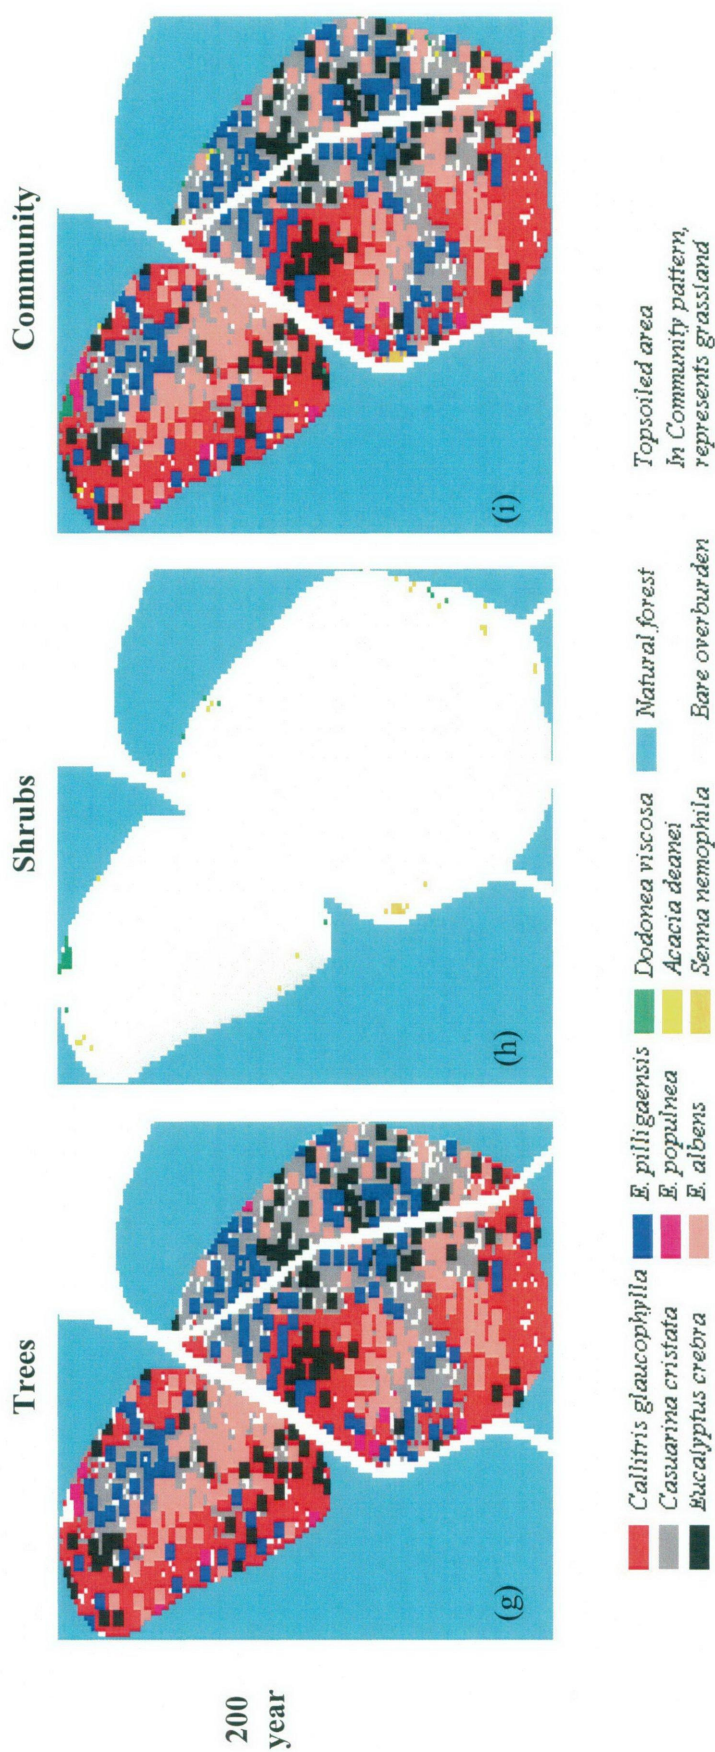 Trees
Shrubs
Community
200
year
(g)
(h)
(i)
Callitris glaucophylla
Casuarina cristata
Eucalyptus crebra
E. pilligaensis
E. populnea
E. albens
Dodonea viscosa
Acacia deanei
Senna nemophila
Natural forest
Bare overburden
Topsoiled area
In Community pattern,
represents grassland